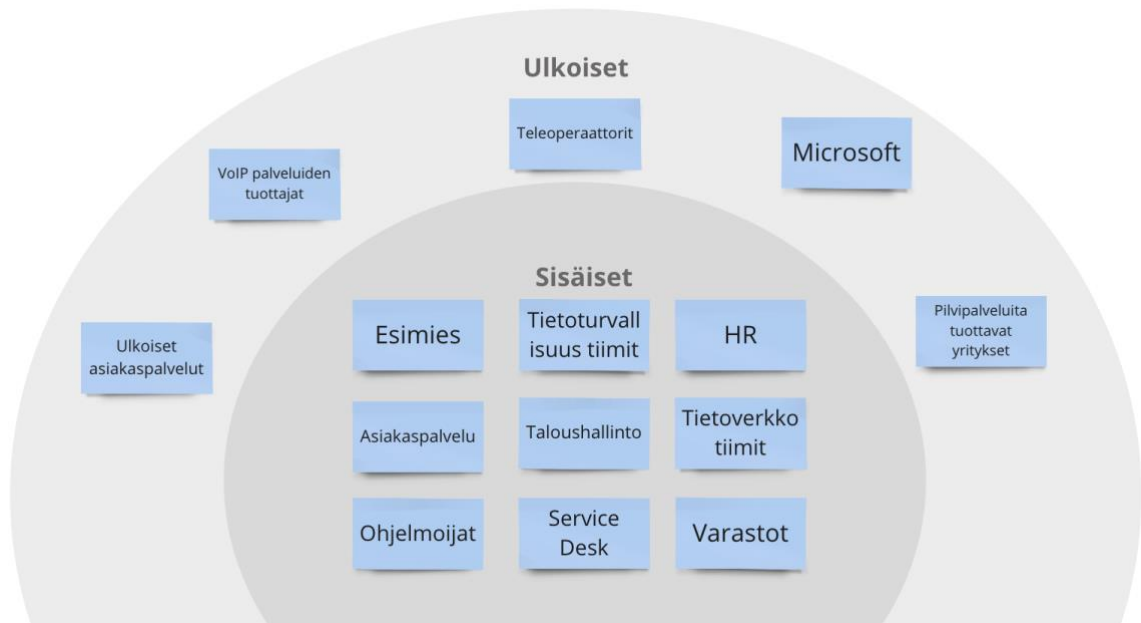 Ulkoiset
Teleoperaattorit
Microsoft
VoIP palveluiden
tuottajat
Ulkoiset
asiakaspalvelut
Pilvipalveluita
tuottavat
yritykset
Sisäiset
Esimies
Tietoturvall
isuus tiimit
HR
Asiakaspalvelu
Taloushallinto
Tietoverkko
tiimit
Ohjelmoijat
Service
Desk
Varastot